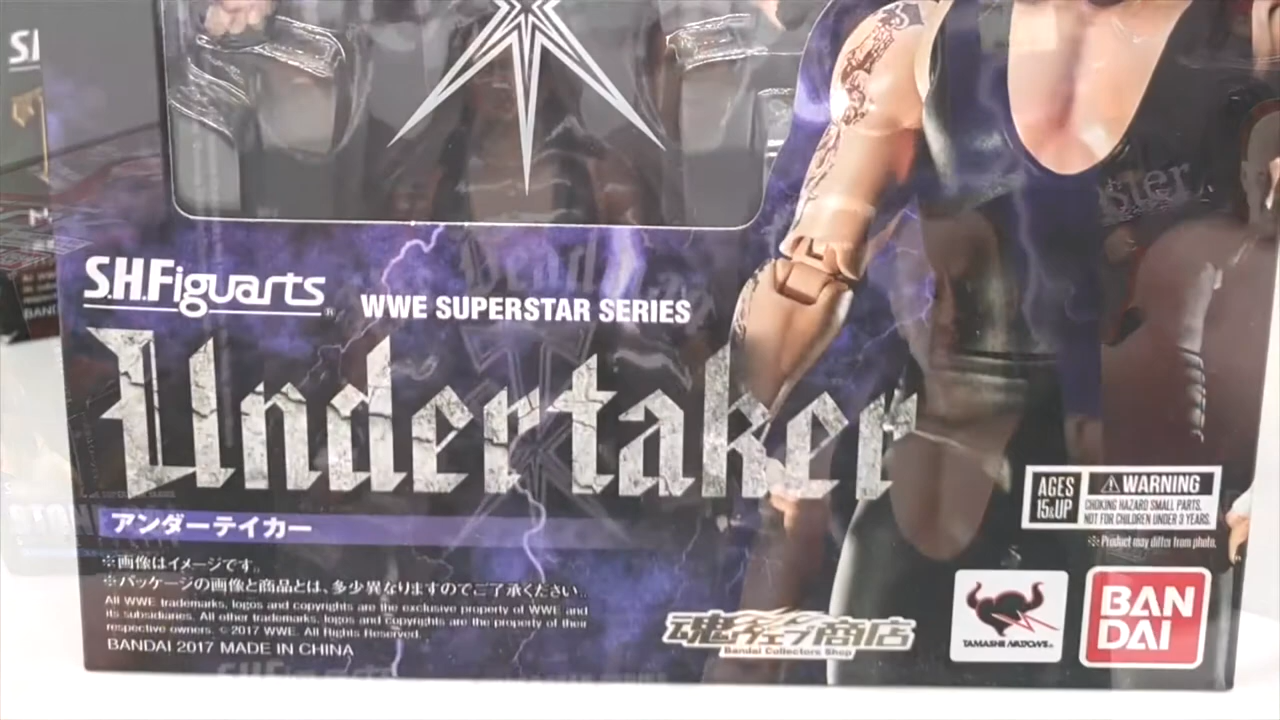 S.H.Figuarts
WWE SUPERSTAR SERIES
Undertaker
アンダーテイカー
※画像はイメージです。
※パッケージの画像と商品とは、多少異なりますのでご了承ください。
All WWE trademarks, logos and copyrights are the exclusive property of WWE and
its subsidiaries. All other trademarks, logos and copyrights are the property of their
respective owners. © 2017 WWE. All Rights Reserved.
BANDAI 2017 MADE IN CHINA
魂ウェブ商店
Bandai Collectors Shop
AGES
15&UP
⚠WARNING
CHOKING HAZARD SMALL PARTS.
NOT FOR CHILDREN UNDER 3 YEARS.
※Product may differ from photo.
TAMASHII NATIONS
BAN
DAI